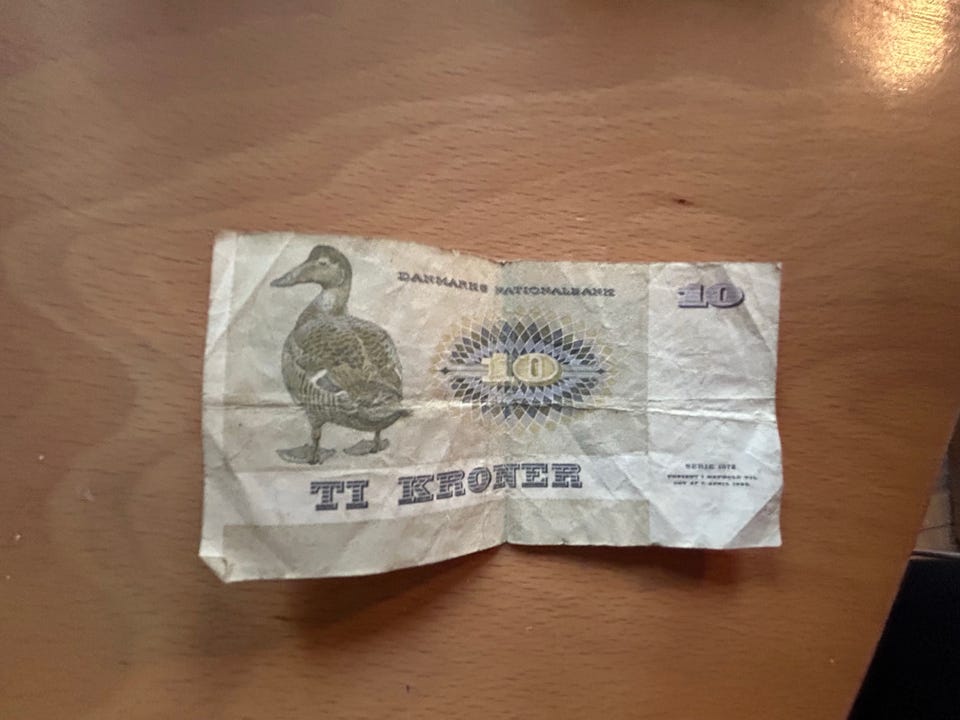 DANMARKS NATIONALBANK
10
10
TI KRONER
SERIE 1972